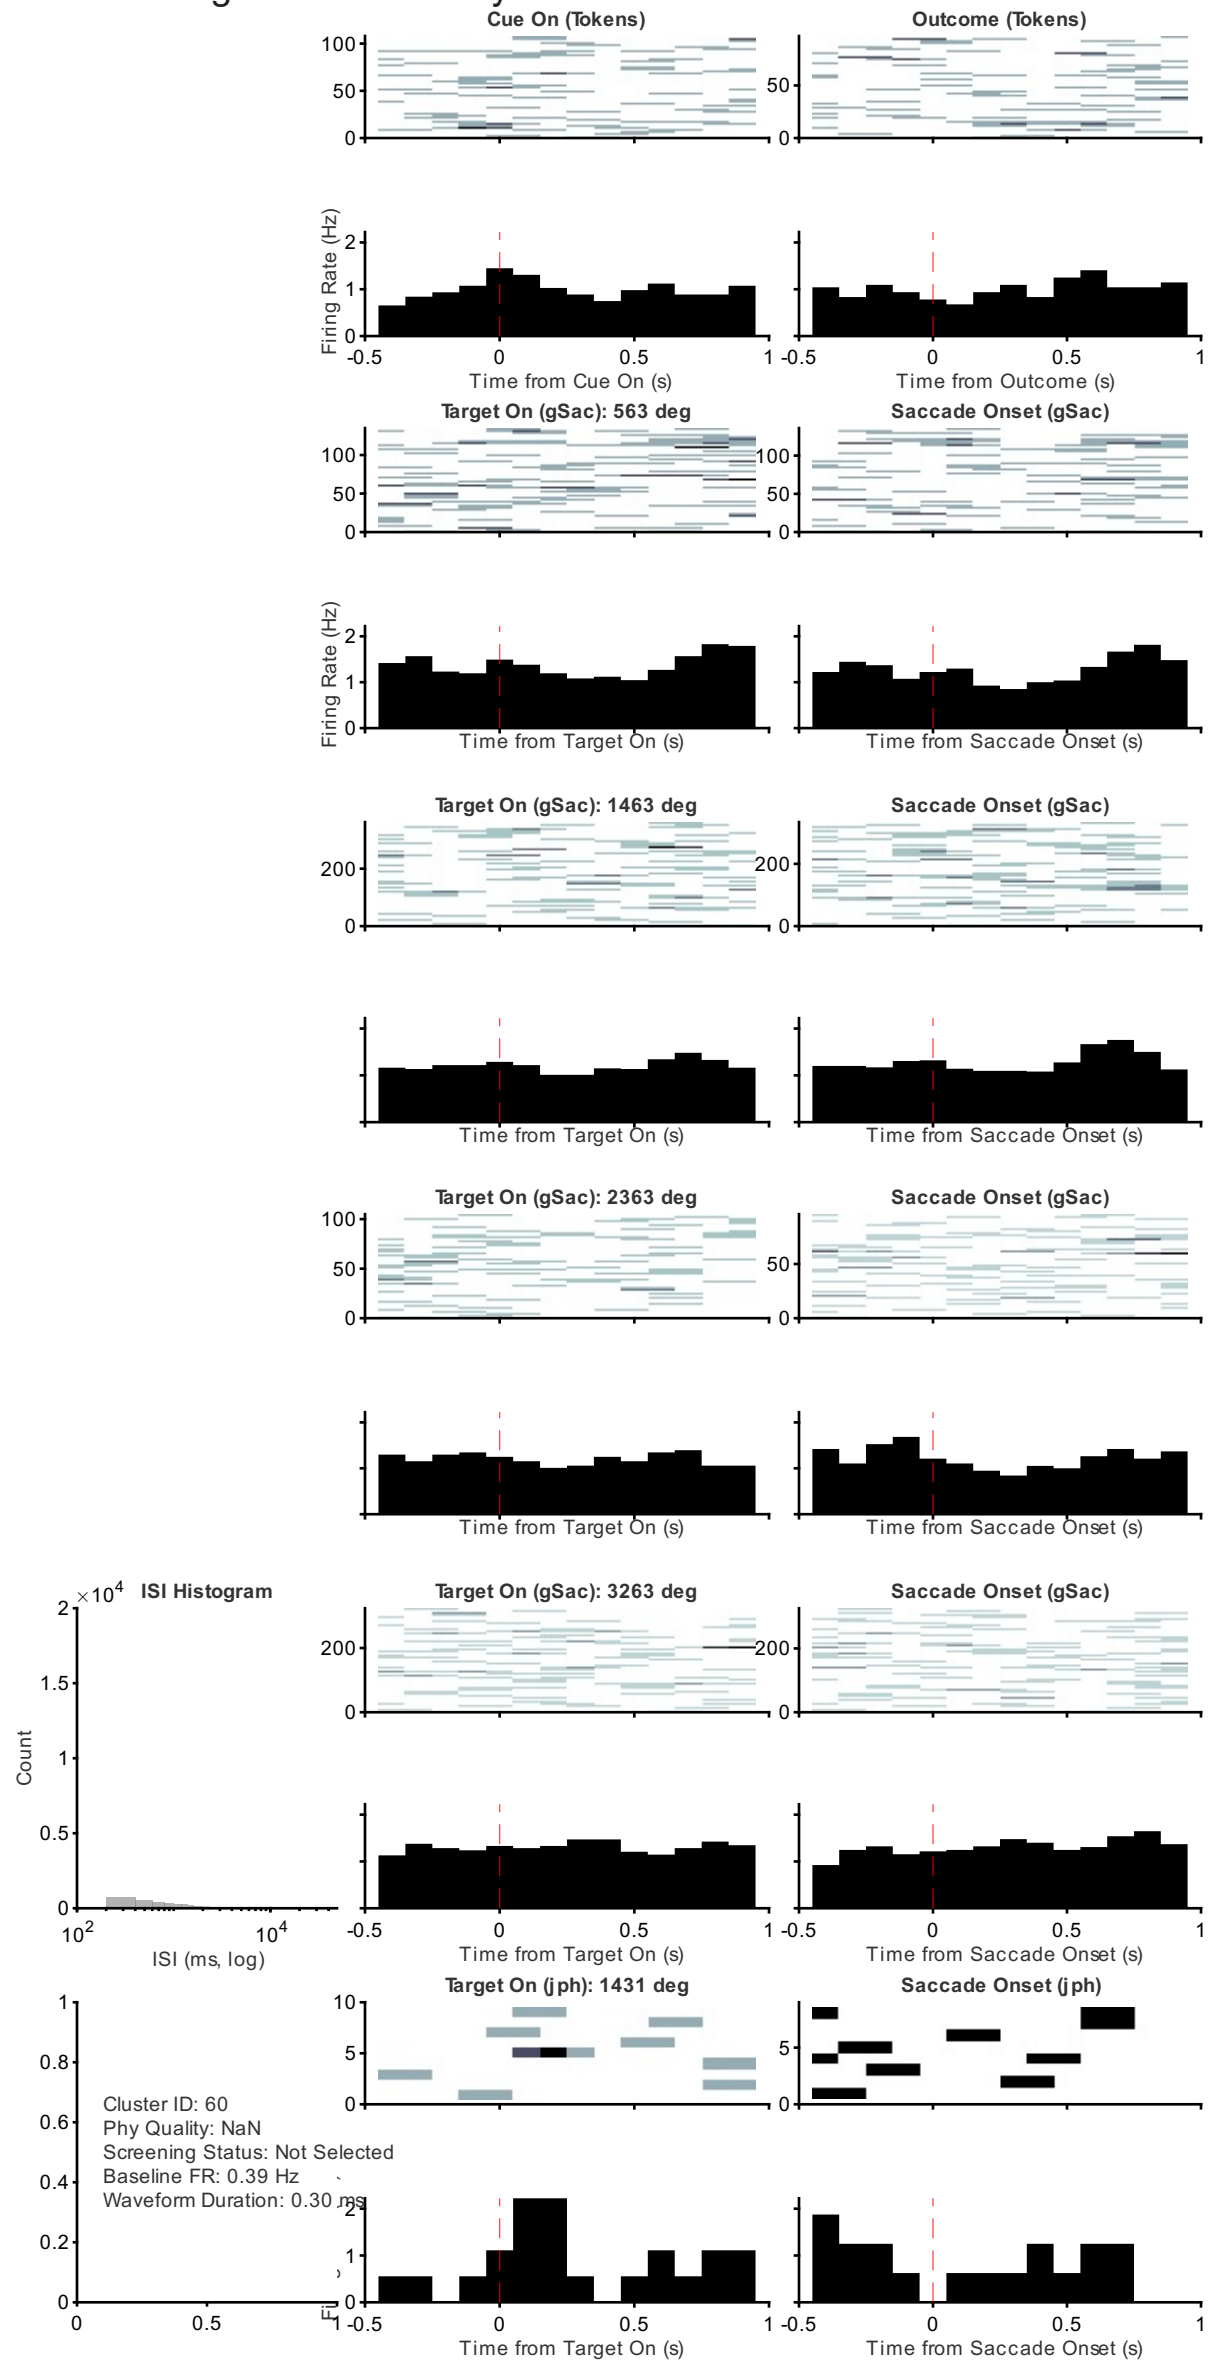 Cue On (Tokens)
Outcome (Tokens)
100
50
0
50
0
Firing Rate (Hz)
2
1
0
-0.5 0 0.5 1
-0.5 0 0.5 1
Time from Cue On (s)
Time from Outcome (s)
Target On (gSac): 563 deg
Saccade Onset (gSac)
100
50
0
100
50
0
Firing Rate (Hz)
2
1
0
Time from Target On (s)
Time from Saccade Onset (s)
Target On (gSac): 1463 deg
Saccade Onset (gSac)
200
0
200
0
Time from Target On (s)
Time from Saccade Onset (s)
Target On (gSac): 2363 deg
Saccade Onset (gSac)
100
50
0
50
0
Time from Target On (s)
Time from Saccade Onset (s)
×10⁴
ISI Histogram
2
1.5
1
0.5
0
Count
10² 10⁴
ISI (ms, log)
Target On (gSac): 3263 deg
Saccade Onset (gSac)
200
0
200
0
-0.5 0 0.5 1
-0.5 0 0.5 1
Time from Target On (s)
Time from Saccade Onset (s)
Target On (jph): 1431 deg
Saccade Onset (jph)
1
0.8
0.6
0.4
0.2
0
0 0.5 1
Cluster ID: 60
Phy Quality: NaN
Screening Status: Not Selected
Baseline FR: 0.39 Hz
Waveform Duration: 0.30 ms
10
5
0
5
0
2
1
0
-0.5 0 0.5 1
-0.5 0 0.5 1
Time from Target On (s)
Time from Saccade Onset (s)